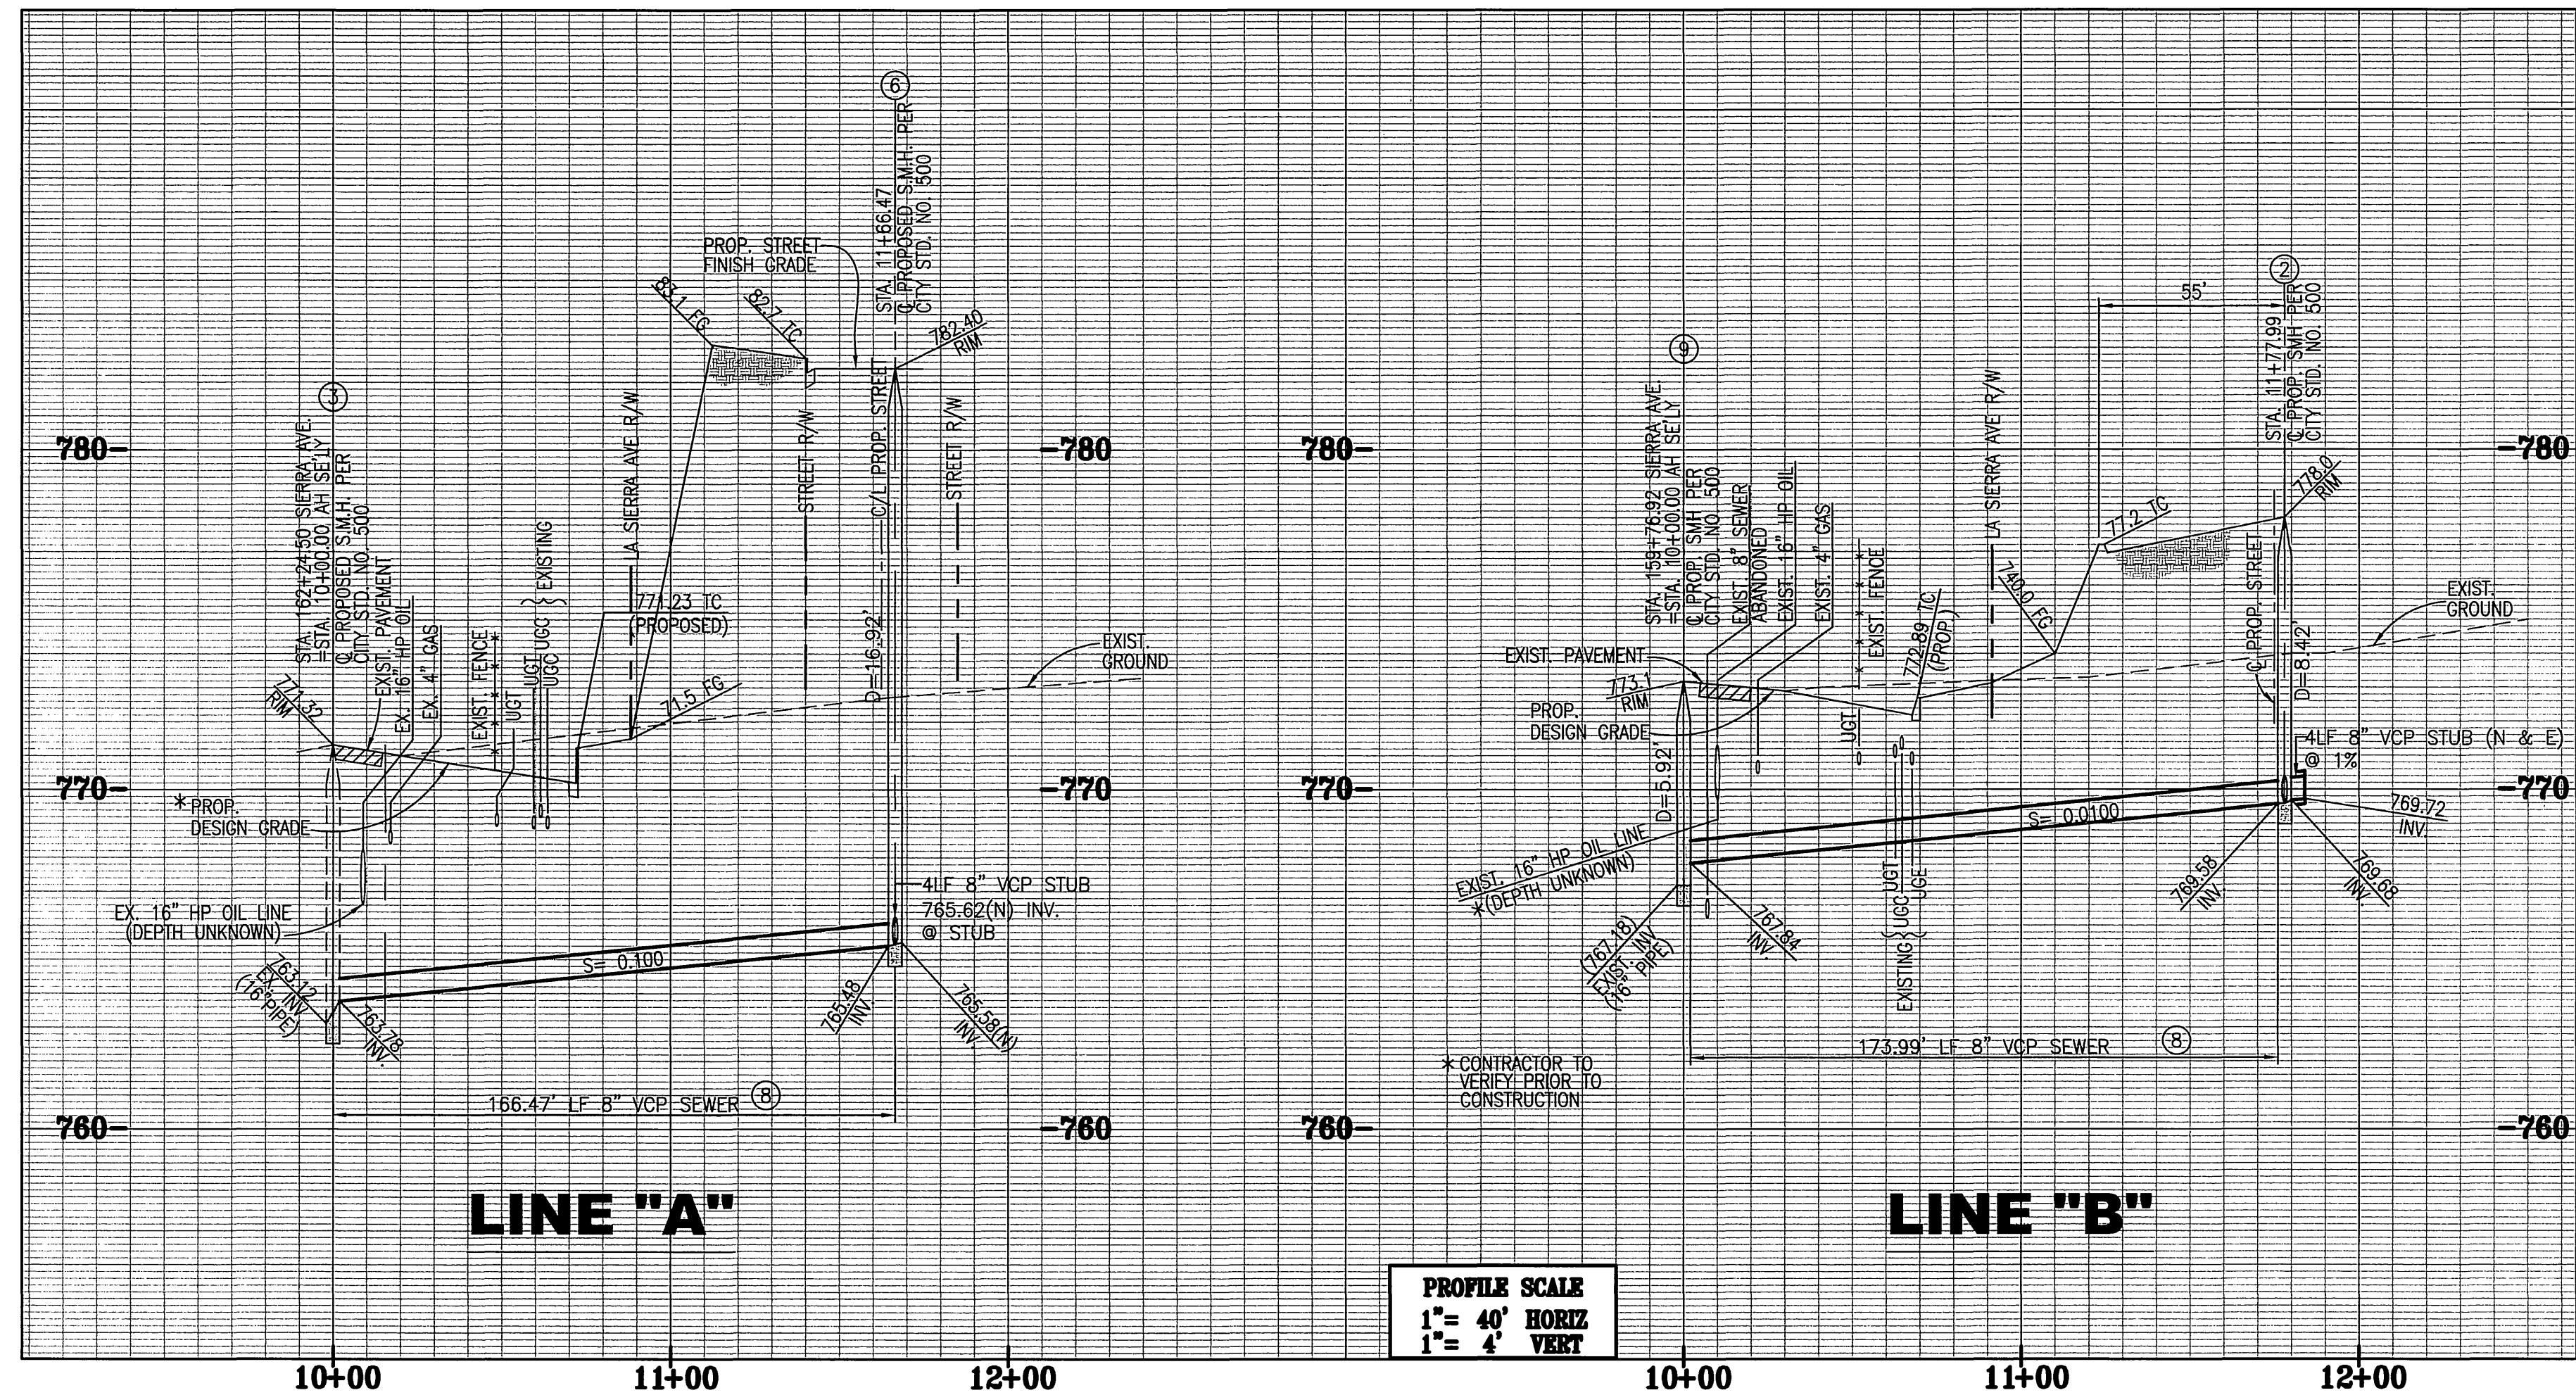 6
STA. 11+66.47
℄ PROPOSED S.M.H. PER
CITY STD. NO. 500
PROP. STREET
FINISH GRADE
83.1 FG
82.7 TC
782.40
RIM
3
STA. 162+24.50 SIERRA AVE.
=STA. 10+00.00 AH SE'LY
℄ PROPOSED S.M.H. PER
CITY STD. NO. 500
EXIST. PAVEMENT
EX. 16" HP OIL
EX. 4" GAS
EXIST. FENCE
UGT
UGT
UGC
UGC
EXISTING
LA SIERRA AVE R/W
STREET R/W
C/L PROP. STREET
STREET R/W
780
780
771.23 TC
(PROPOSED)
D=16.92'
EXIST.
GROUND
71.5 FG
771.32
RIM
770
770
* PROP.
DESIGN GRADE
EX. 16" HP OIL LINE
(DEPTH UNKNOWN)
4LF 8" VCP STUB
765.62(N) INV.
@ STUB
S= 0.100
763.12
EX. INV
(16"PIPE)
763.78
INV.
765.48
INV.
765.58(N)
INV.
166.47' LF 8" VCP SEWER
8
760
760
LINE "A"
10+00
11+00
12+00
2
55'
STA. 11+77.99
℄ PROP. SMH PER
CITY STD. NO. 500
9
STA. 159+76.92 SIERRA AVE.
=STA. 10+00.00 AH SE'LY
℄ PROP. SMH PER
CITY STD. NO. 500
EXIST 8" SEWER
ABANDONED
EXIST. 16" HP OIL
EXIST. 4" GAS
EXIST. FENCE
LA SIERRA AVE R/W
780
780
778.0
RIM
77.2 TC
740.0 FG
772.89 TC
(PROP.)
℄ PROP. STREET
D=8.42'
EXIST.
GROUND
EXIST. PAVEMENT
773.1
RIM
PROP.
DESIGN GRADE
UGT
D=5.92'
4LF 8" VCP STUB (N & E)
@ 1%
770
770
769.72
INV.
S= 0.0100
EXIST. 16" HP OIL LINE
*(DEPTH UNKNOWN)
769.58
INV.
769.68
INV.
(767.18)
EXIST. INV
(16" PIPE)
767.84
INV.
EXISTING
UGC
UGT
UGE
173.99' LF 8" VCP SEWER
8
* CONTRACTOR TO
VERIFY PRIOR TO
CONSTRUCTION
760
760
LINE "B"
PROFILE SCALE
1"= 40' HORIZ
1"= 4' VERT
10+00
11+00
12+00